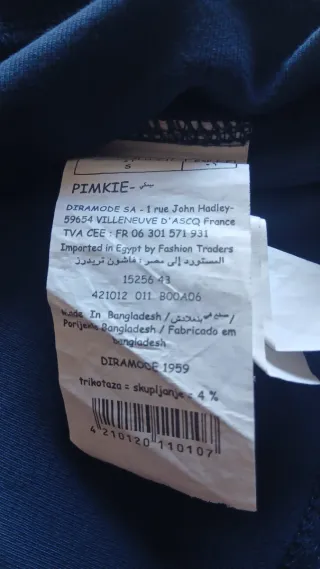 S
PIMKIE- بيمكي
DIRAMODE SA - 1 rue John Hadley-
59654 VILLENEUVE D'ASCQ France
TVA CEE : FR 06 301 571 931
Imported in Egypt by Fashion Traders
المستورد إلى مصر: فاشون تريدرز
15256 43
421012 011 B00A06
Made In Bangladesh /
Porijeklo Bangladesh / Fabricado em
bangladesh
DIRAMODE 1959
trikotaza = skupljanje = 4 %
4 210120 110107